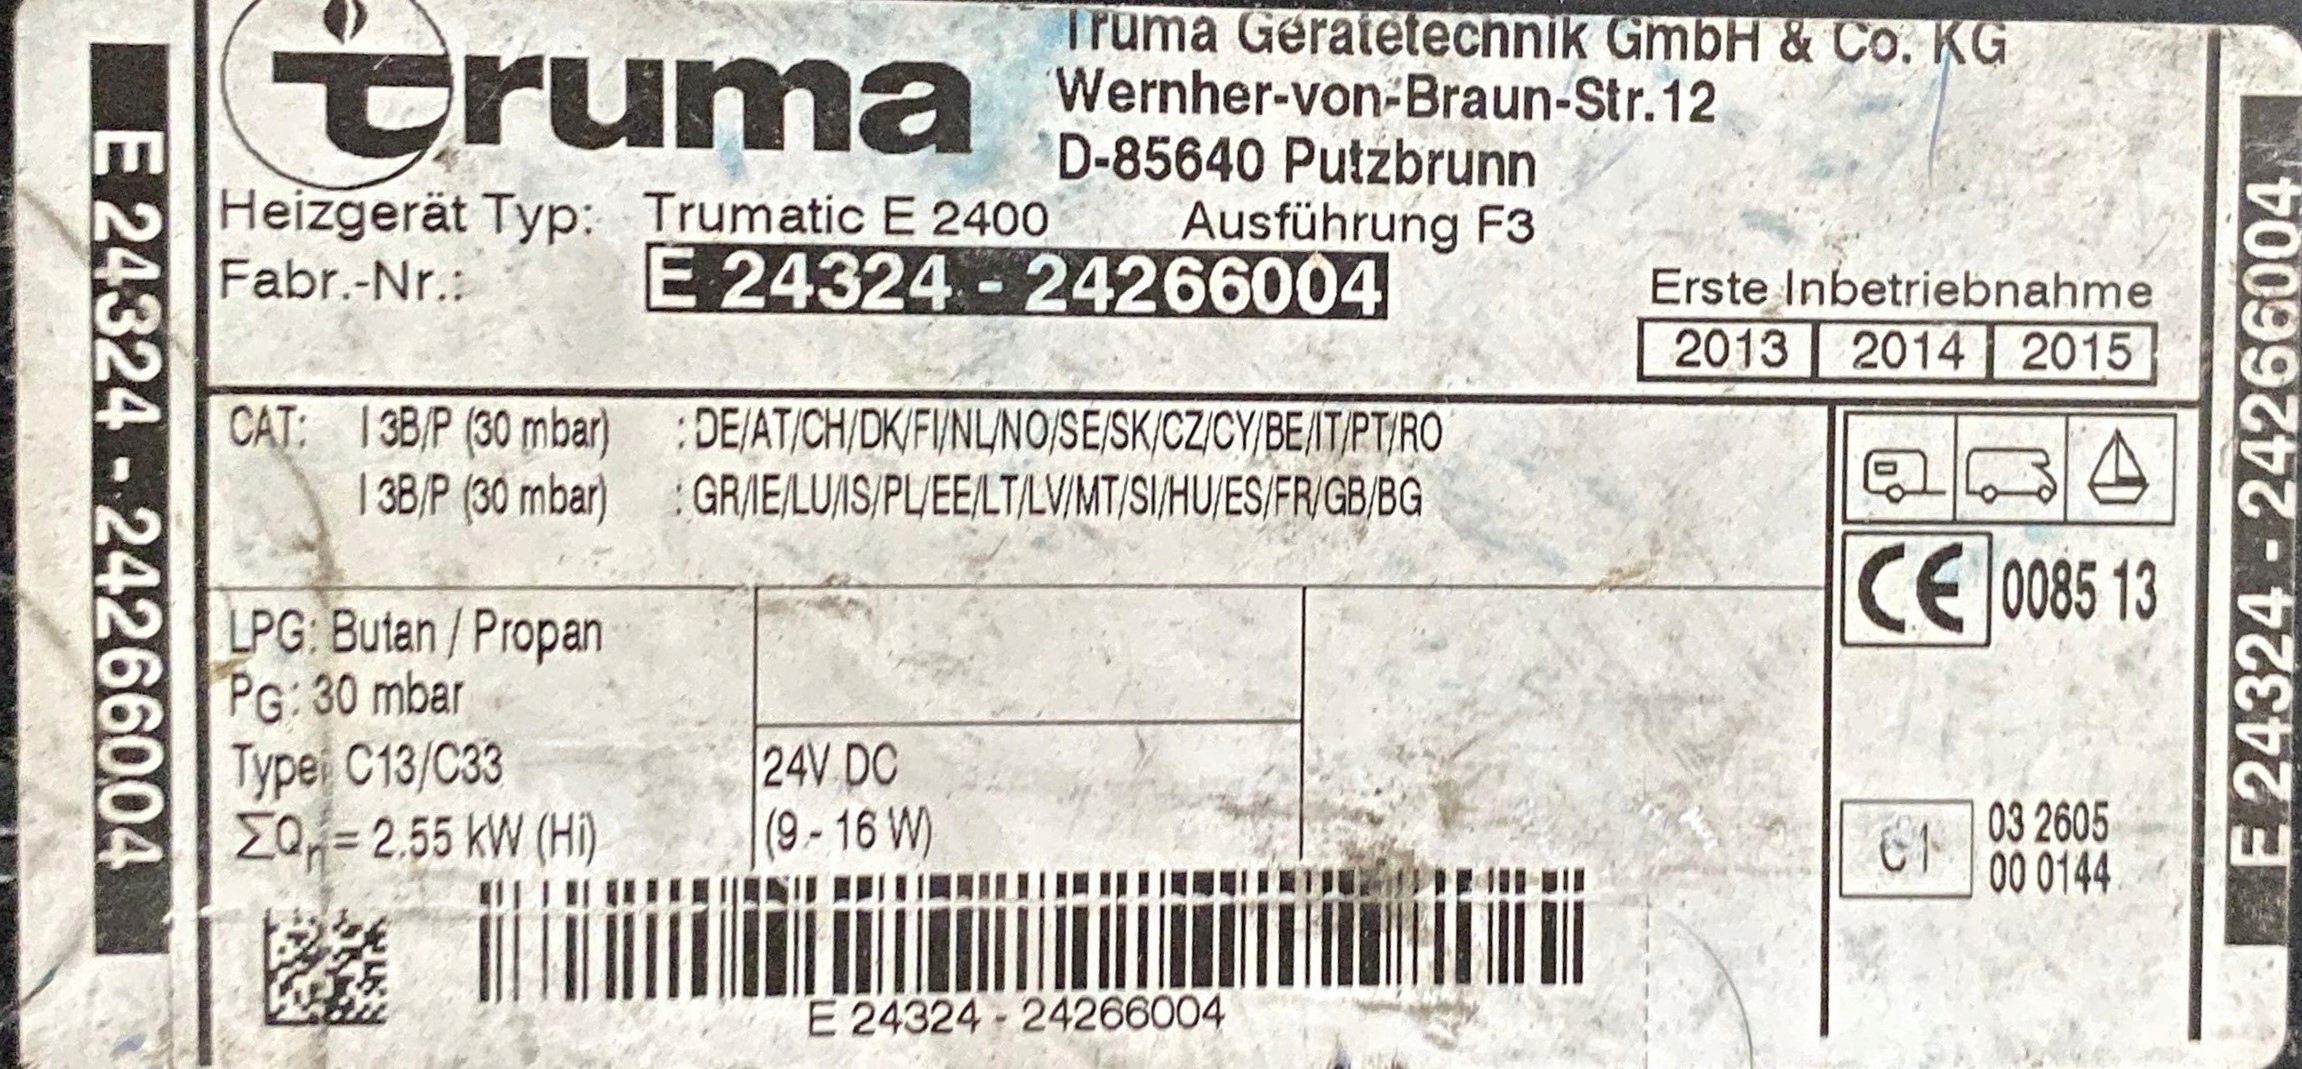 truma
Truma Gerätetechnik GmbH & Co. KG
Wernher-von-Braun-Str.12
D-85640 Putzbrunn
Heizgerät Typ: Trumatic E 2400 Ausführung F3
Fabr.-Nr.: E 24324 - 24266004
Erste Inbetriebnahme
2013 2014 2015
CAT: I 3B/P (30 mbar) : DE/AT/CH/DK/FI/NL/NO/SE/SK/CZ/CY/BE/IT/PT/RO
I 3B/P (30 mbar) : GR/IE/LU/IS/PL/EE/LT/LV/MT/SI/HU/ES/FR/GB/BG
CE 0085 13
LPG: Butan / Propan
PG: 30 mbar
Type: C13/C33
ΣQn = 2.55 kW (Hi)
24V DC
(9 - 16 W)
e1
03 2605
00 0144
E 24324 - 24266004
E 24324 - 24266004
E 24324 - 24266004